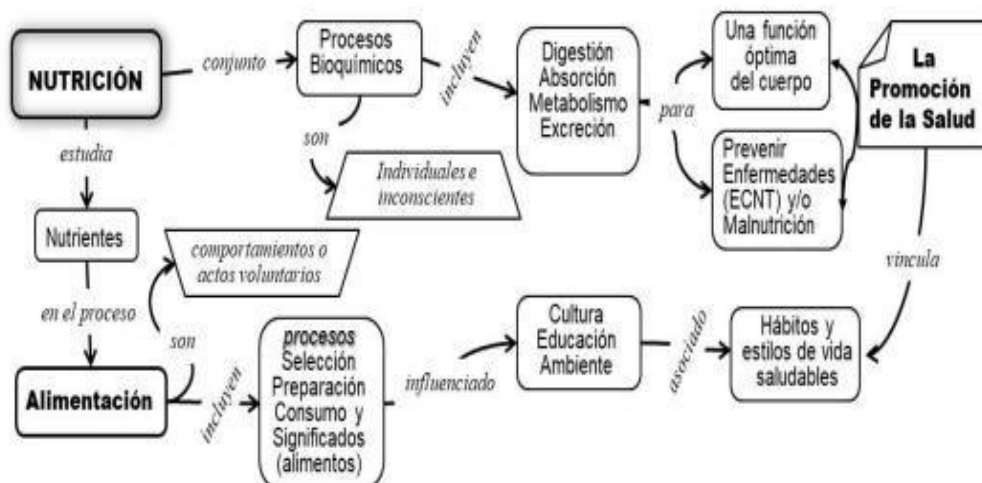 NUTRICIÓN
conjunto
Procesos
Bioquímicos
incluyen
Digestión
Absorción
Metabolismo
Excreción
para
Una función
óptima
del cuerpo
Prevenir
Enfermedades
(ECNT) y/o
Malnutrición
La
Promoción
de la Salud
son
Individuales e
inconscientes
estudia
Nutrientes
en el proceso
Alimentación
son
comportamientos o
actos voluntarios
incluyen
procesos
Selección
Preparación
Consumo y
Significados
(alimentos)
influenciado
Cultura
Educación
Ambiente
asociado
Hábitos y
estilos de vida
saludables
vincula